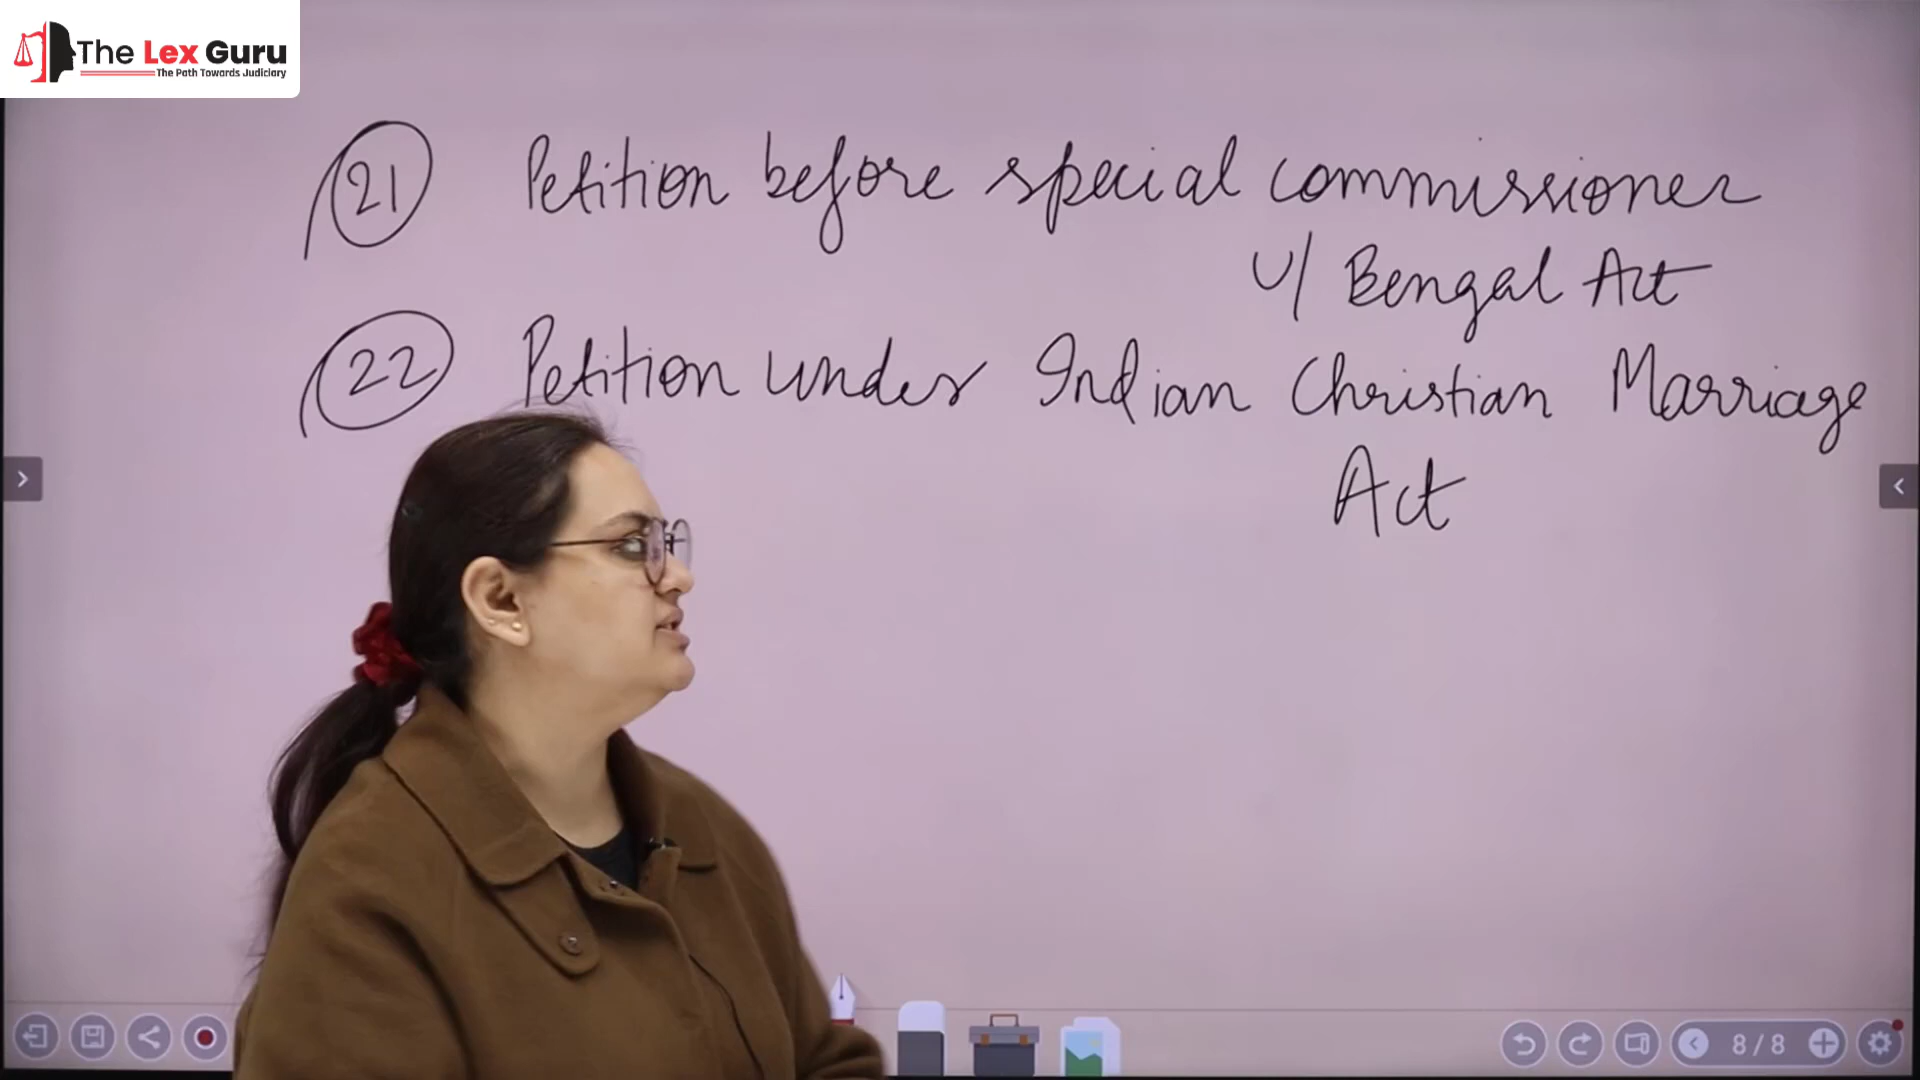 The Lex Guru
The Path Towards Judiciary
21 Petition before special commissioner
u/ Bengal Act
22 Petition under Indian Christian Marriage
Act
8/8